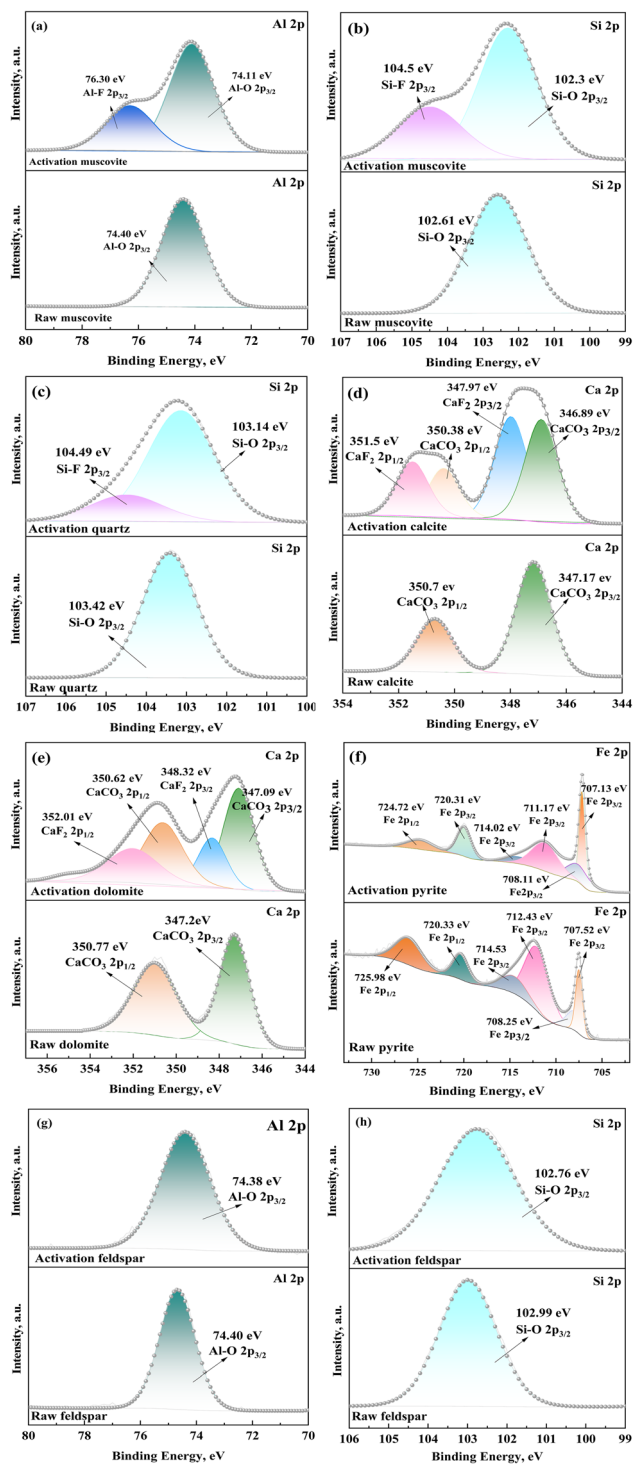 (a)
Al 2p
76.30 eV
Al-F 2p3/2
74.11 eV
Al-O 2p3/2
Activation muscovite
Al 2p
74.40 eV
Al-O 2p3/2
Raw muscovite
80 78 76 74 72 70
Binding Energy, eV
Intensity, a.u.
Intensity, a.u.
(b)
Si 2p
104.5 eV
Si-F 2p3/2
102.3 eV
Si-O 2p3/2
Activation muscovite
Si 2p
102.61 eV
Si-O 2p3/2
Raw muscovite
107 106 105 104 103 102 101 100 99
Binding Energy, eV
Intensity, a.u.
Intensity, a.u.
(c)
Si 2p
104.49 eV
Si-F 2p3/2
103.14 eV
Si-O 2p3/2
Activation quartz
Si 2p
103.42 eV
Si-O 2p3/2
Raw quartz
107 106 105 104 103 102 101 100
Binding Energy, eV
Intensity, a.u.
Intensity, a.u.
(d)
Ca 2p
347.97 eV
CaF2 2p3/2
350.38 eV
CaCO3 2p1/2
351.5 eV
CaF2 2p1/2
346.89 eV
CaCO3 2p3/2
Activation calcite
Ca 2p
350.7 ev
CaCO3 2p1/2
347.17 ev
CaCO3 2p3/2
Raw calcite
354 352 350 348 346 344
Binding Energy, eV
Intensity, a.u.
Intensity, a.u.
(e)
Ca 2p
350.62 eV
CaCO3 2p1/2
348.32 eV
CaF2 2p3/2
347.09 eV
CaCO3 2p3/2
352.01 eV
CaF2 2p1/2
Activation dolomite
Ca 2p
350.77 eV
CaCO3 2p1/2
347.2eV
CaCO3 2p3/2
Raw dolomite
356 354 352 350 348 346 344
Binding Energy, eV
Intensity, a.u.
Intensity, a.u.
(f)
Fe 2p
724.72 eV
Fe 2p1/2
720.31 eV
Fe 2p3/2
714.02 eV
Fe 2p3/2
711.17 eV
Fe 2p3/2
707.13 eV
Fe 2p3/2
708.11 eV
Fe2p3/2
Activation pyrite
Fe 2p
725.98 eV
Fe 2p1/2
720.33 eV
Fe 2p1/2
714.53
Fe 2p3/2
712.43 eV
Fe 2p3/2
707.52 eV
Fe 2p3/2
708.25 eV
Fe 2p3/2
Raw pyrite
730 725 720 715 710 705
Binding Energy, eV
Intensity, a.u.
Intensity, a.u.
(g)
Al 2p
74.38 eV
Al-O 2p3/2
Activation feldspar
Al 2p
74.40 eV
Al-O 2p3/2
Raw feldspar
80 78 76 74 72 70
Binding Energy, eV
Intensity, a.u.
Intensity, a.u.
(h)
Si 2p
102.76 eV
Si-O 2p3/2
Activation feldspar
Si 2p
102.99 eV
Si-O 2p3/2
Raw feldspar
106 105 104 103 102 101 100
Binding Energy, eV
Intensity, a.u.
Intensity, a.u.